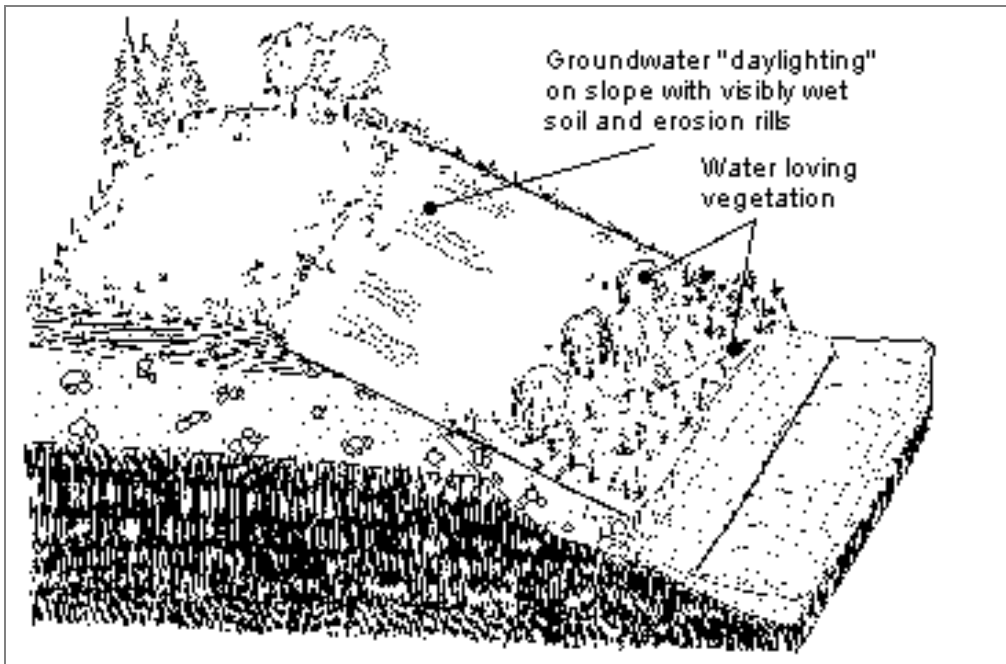 Groundwater "daylighting"
on slope with visibly wet
soil and erosion rills
Water loving
vegetation